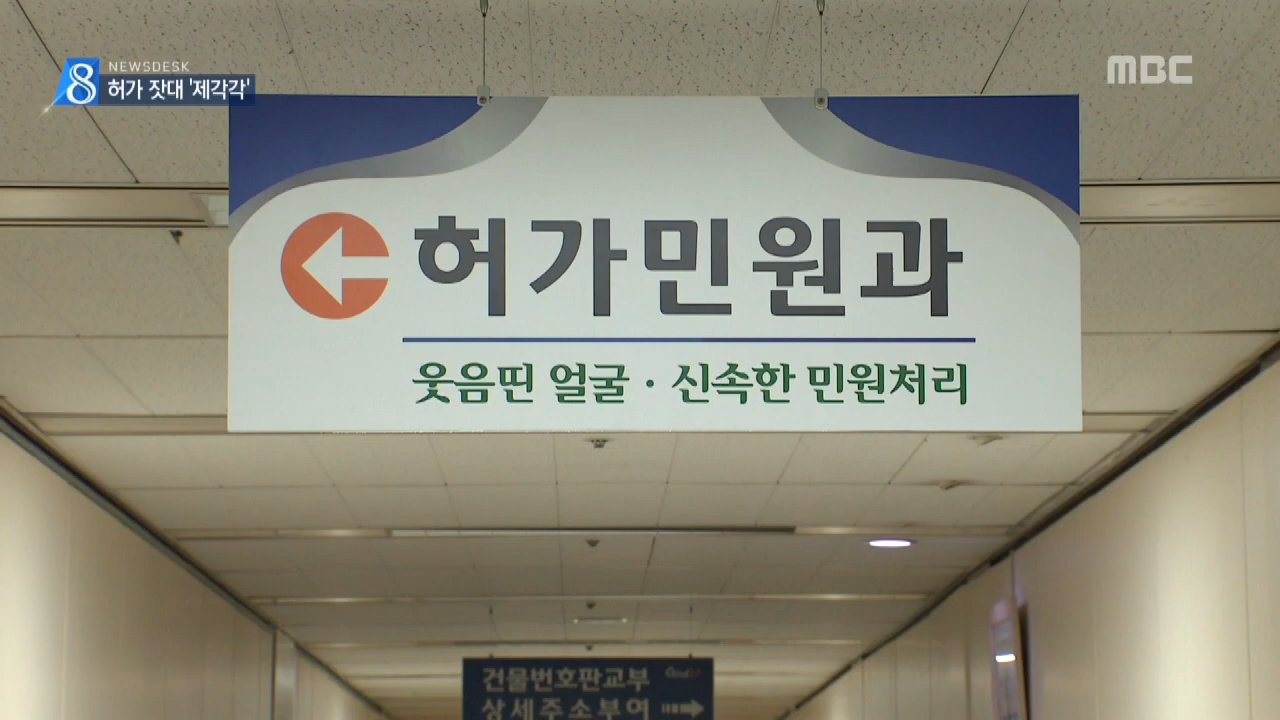 NEWSDESK
8 허가 잣대 '제각각'
MBC
허가민원과
웃음띤 얼굴 · 신속한 민원처리
건물번호판교부
상세주소부여